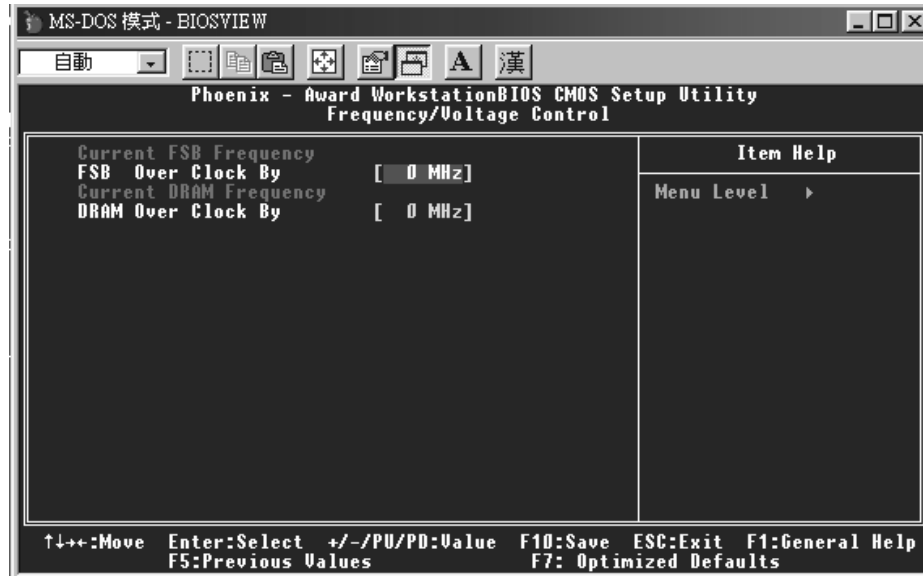 MS-DOS 模式 - BIOSVIEW
自動
A 漢
Phoenix - Award WorkstationBIOS CMOS Setup Utility
Frequency/Voltage Control
Current FSB Frequency
FSB Over Clock By [ 0 MHz]
Current DRAM Frequency
DRAM Over Clock By [ 0 MHz]
Item Help
Menu Level ▸
↑↓→←:Move Enter:Select +/-/PU/PD:Value F10:Save ESC:Exit F1:General Help
F5:Previous Values F7: Optimized Defaults